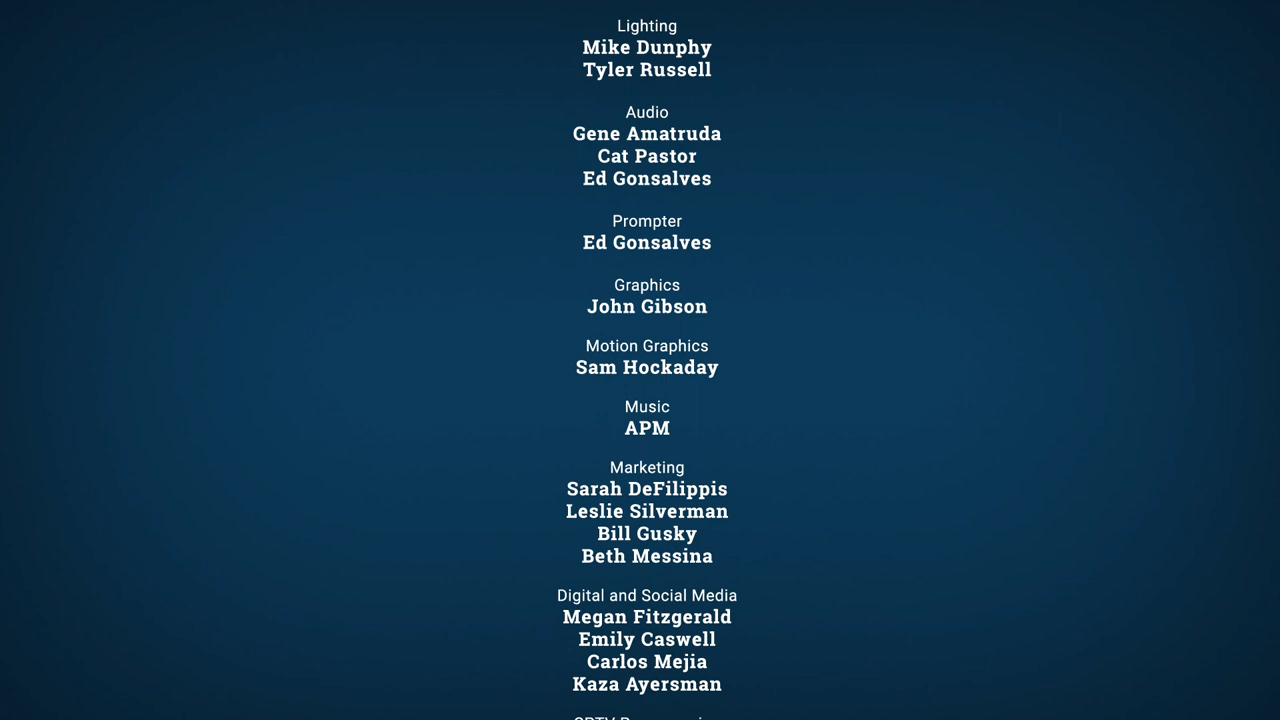 Lighting
Mike Dunphy
Tyler Russell
Audio
Gene Amatruda
Cat Pastor
Ed Gonsalves
Prompter
Ed Gonsalves
Graphics
John Gibson
Motion Graphics
Sam Hockaday
Music
APM
Marketing
Sarah DeFilippis
Leslie Silverman
Bill Gusky
Beth Messina
Digital and Social Media
Megan Fitzgerald
Emily Caswell
Carlos Mejia
Kaza Ayersman